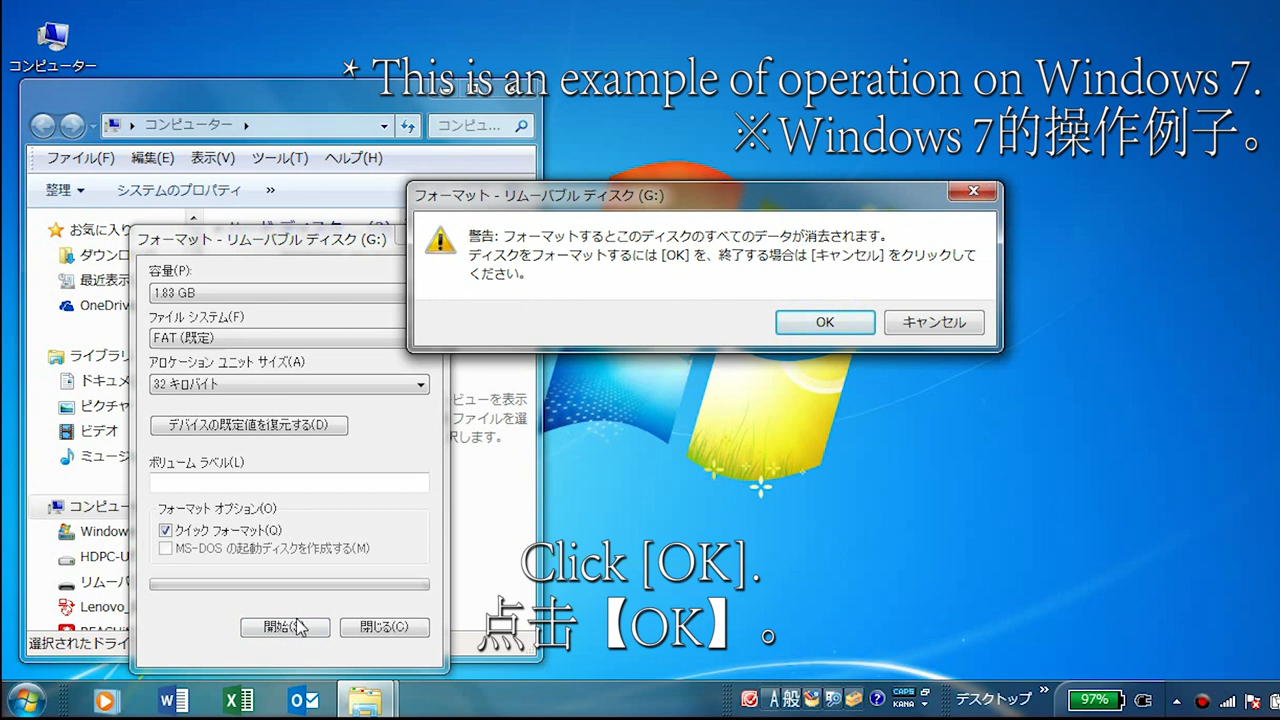 コンピューター
* This is an example of operation on Windows 7.
※Windows 7的操作例子。
コンピューター
コンピュ...
ファイル(F) 編集(E) 表示(V) ツール(T) ヘルプ(H)
整理 システムのプロパティ »
お気に入り
ダウンロ
最近表示
OneDriv
ライブラリ
ドキュメ
ピクチャ
ビデオ
ミュージ
コンピュー
Window
HDPC-U
リムーバ
Lenovo_
選択されたドライ
フォーマット - リムーバブル ディスク (G:)
容量(P):
1.83 GB
ファイル システム(F)
FAT (既定)
アロケーション ユニット サイズ(A)
32 キロバイト
デバイスの既定値を復元する(D)
ボリューム ラベル(L)
フォーマット オプション(O)
クイック フォーマット(Q)
MS-DOS の起動ディスクを作成する(M)
開始( 閉じる(C)
ビューを表示
ファイルを選
択します。
フォーマット - リムーバブル ディスク (G:)
警告: フォーマットするとこのディスクのすべてのデータが消去されます。
ディスクをフォーマットするには [OK] を、終了する場合は [キャンセル] をクリックして
ください。
OK キャンセル
Click [OK].
点击【OK】。
A 般 CAPS KANA デスクトップ » 97%